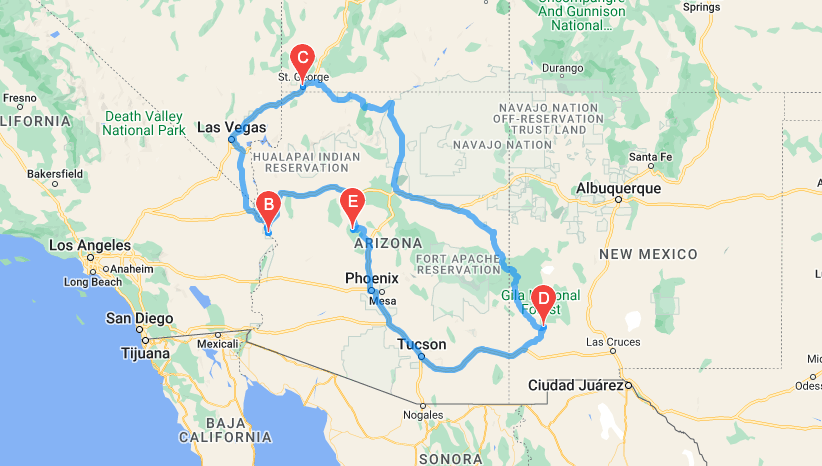 Uncompahgre
And Gunnison
National...
Springs
C
St. George
Durango
Fresno
CALIFORNIA
Death Valley
National Park
Las Vegas
NAVAJO NATION
OFF-RESERVATION
TRUST LAND
NAVAJO NATION
HUALAPAI INDIAN
RESERVATION
Santa Fe
Bakersfield
Albuquerque
B
E
Los Angeles
Anaheim
Long Beach
ARIZONA
FORT APACHE
RESERVATION
NEW MEXICO
Phoenix
Mesa
Gila National
Forest
D
San Diego
Tijuana
Mexicali
Tucson
Las Cruces
Ciudad Juárez
Mi
Odess
Nogales
BAJA
CALIFORNIA
SONORA
L